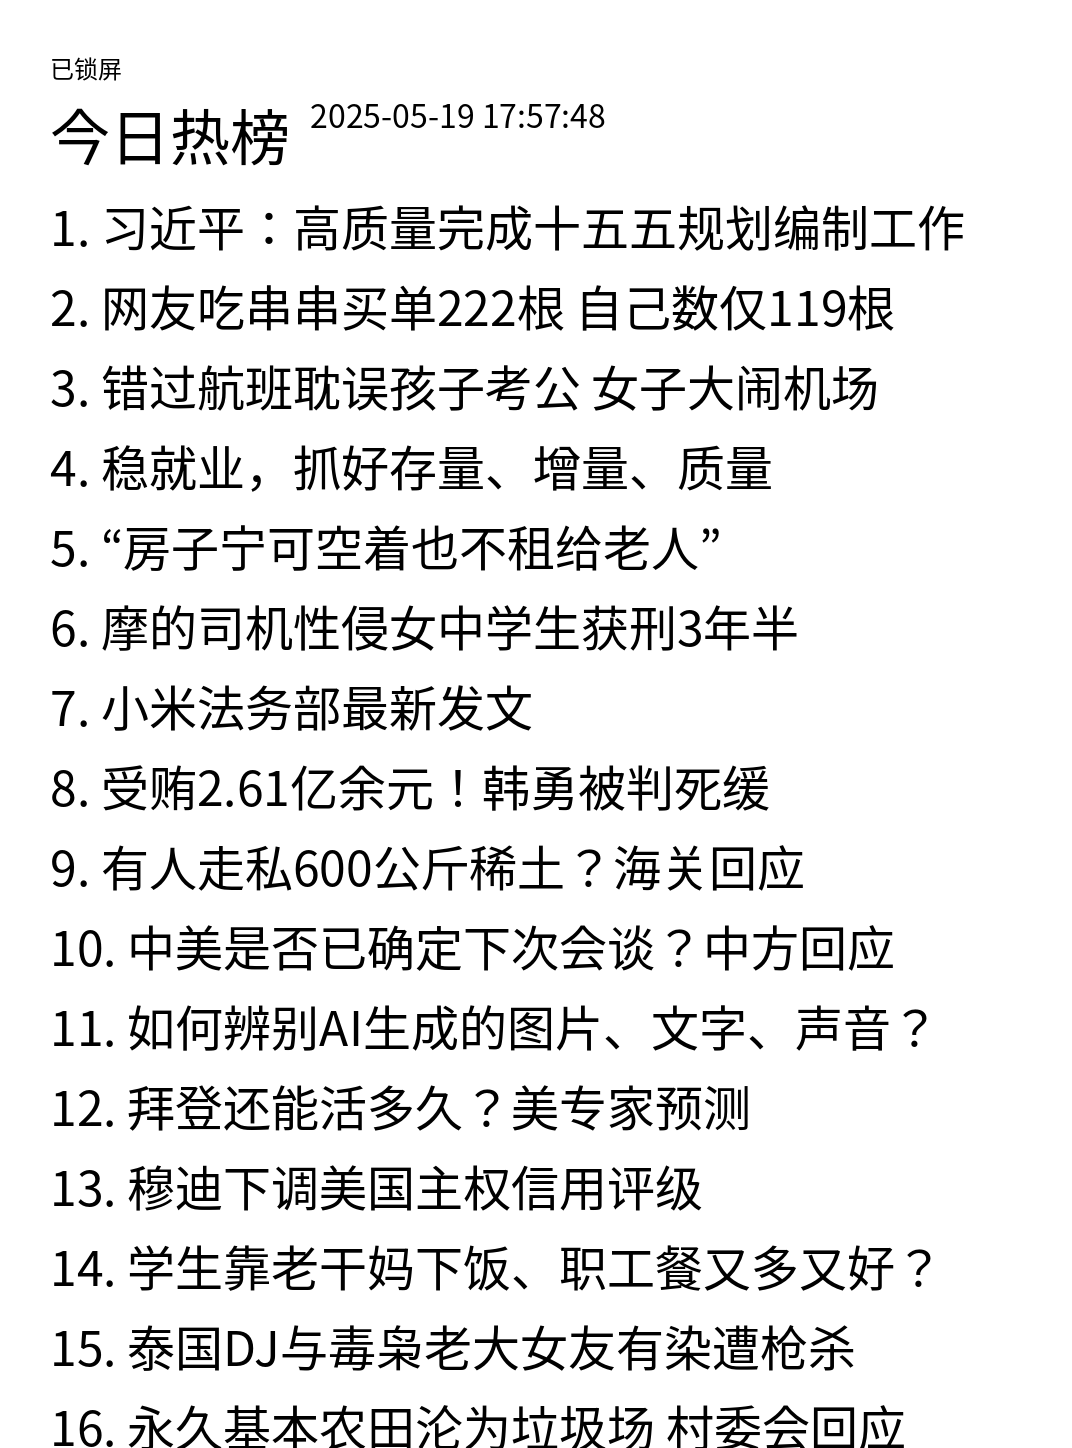 已锁屏
今日热榜 2025-05-19 17:57:48
1. 习近平：高质量完成十五五规划编制工作
2. 网友吃串串买单222根 自己数仅119根
3. 错过航班耽误孩子考公 女子大闹机场
4. 稳就业，抓好存量、增量、质量
5. “房子宁可空着也不租给老人”
6. 摩的司机性侵女中学生获刑3年半
7. 小米法务部最新发文
8. 受贿2.61亿余元！韩勇被判死缓
9. 有人走私600公斤稀土？海关回应
10. 中美是否已确定下次会谈？中方回应
11. 如何辨别AI生成的图片、文字、声音？
12. 拜登还能活多久？美专家预测
13. 穆迪下调美国主权信用评级
14. 学生靠老干妈下饭、职工餐又多又好？
15. 泰国DJ与毒枭老大女友有染遭枪杀
16. 永久基本农田沦为垃圾场 村委会回应